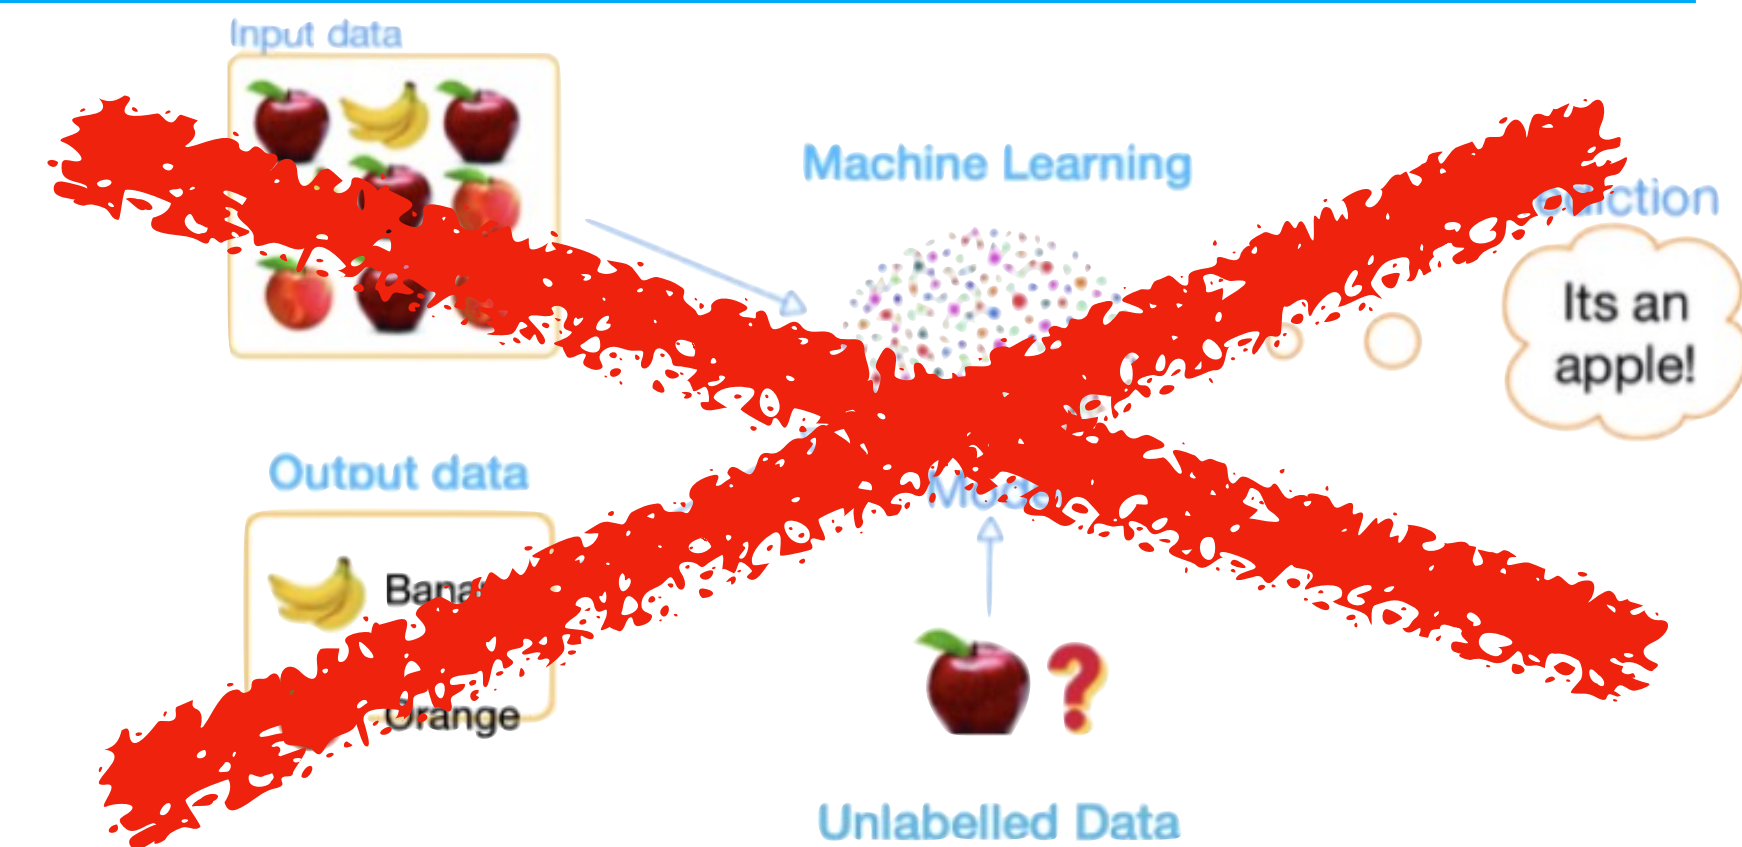 Input data
Machine Learning
Its an
apple!
Output data
Orange
Unlabelled Data